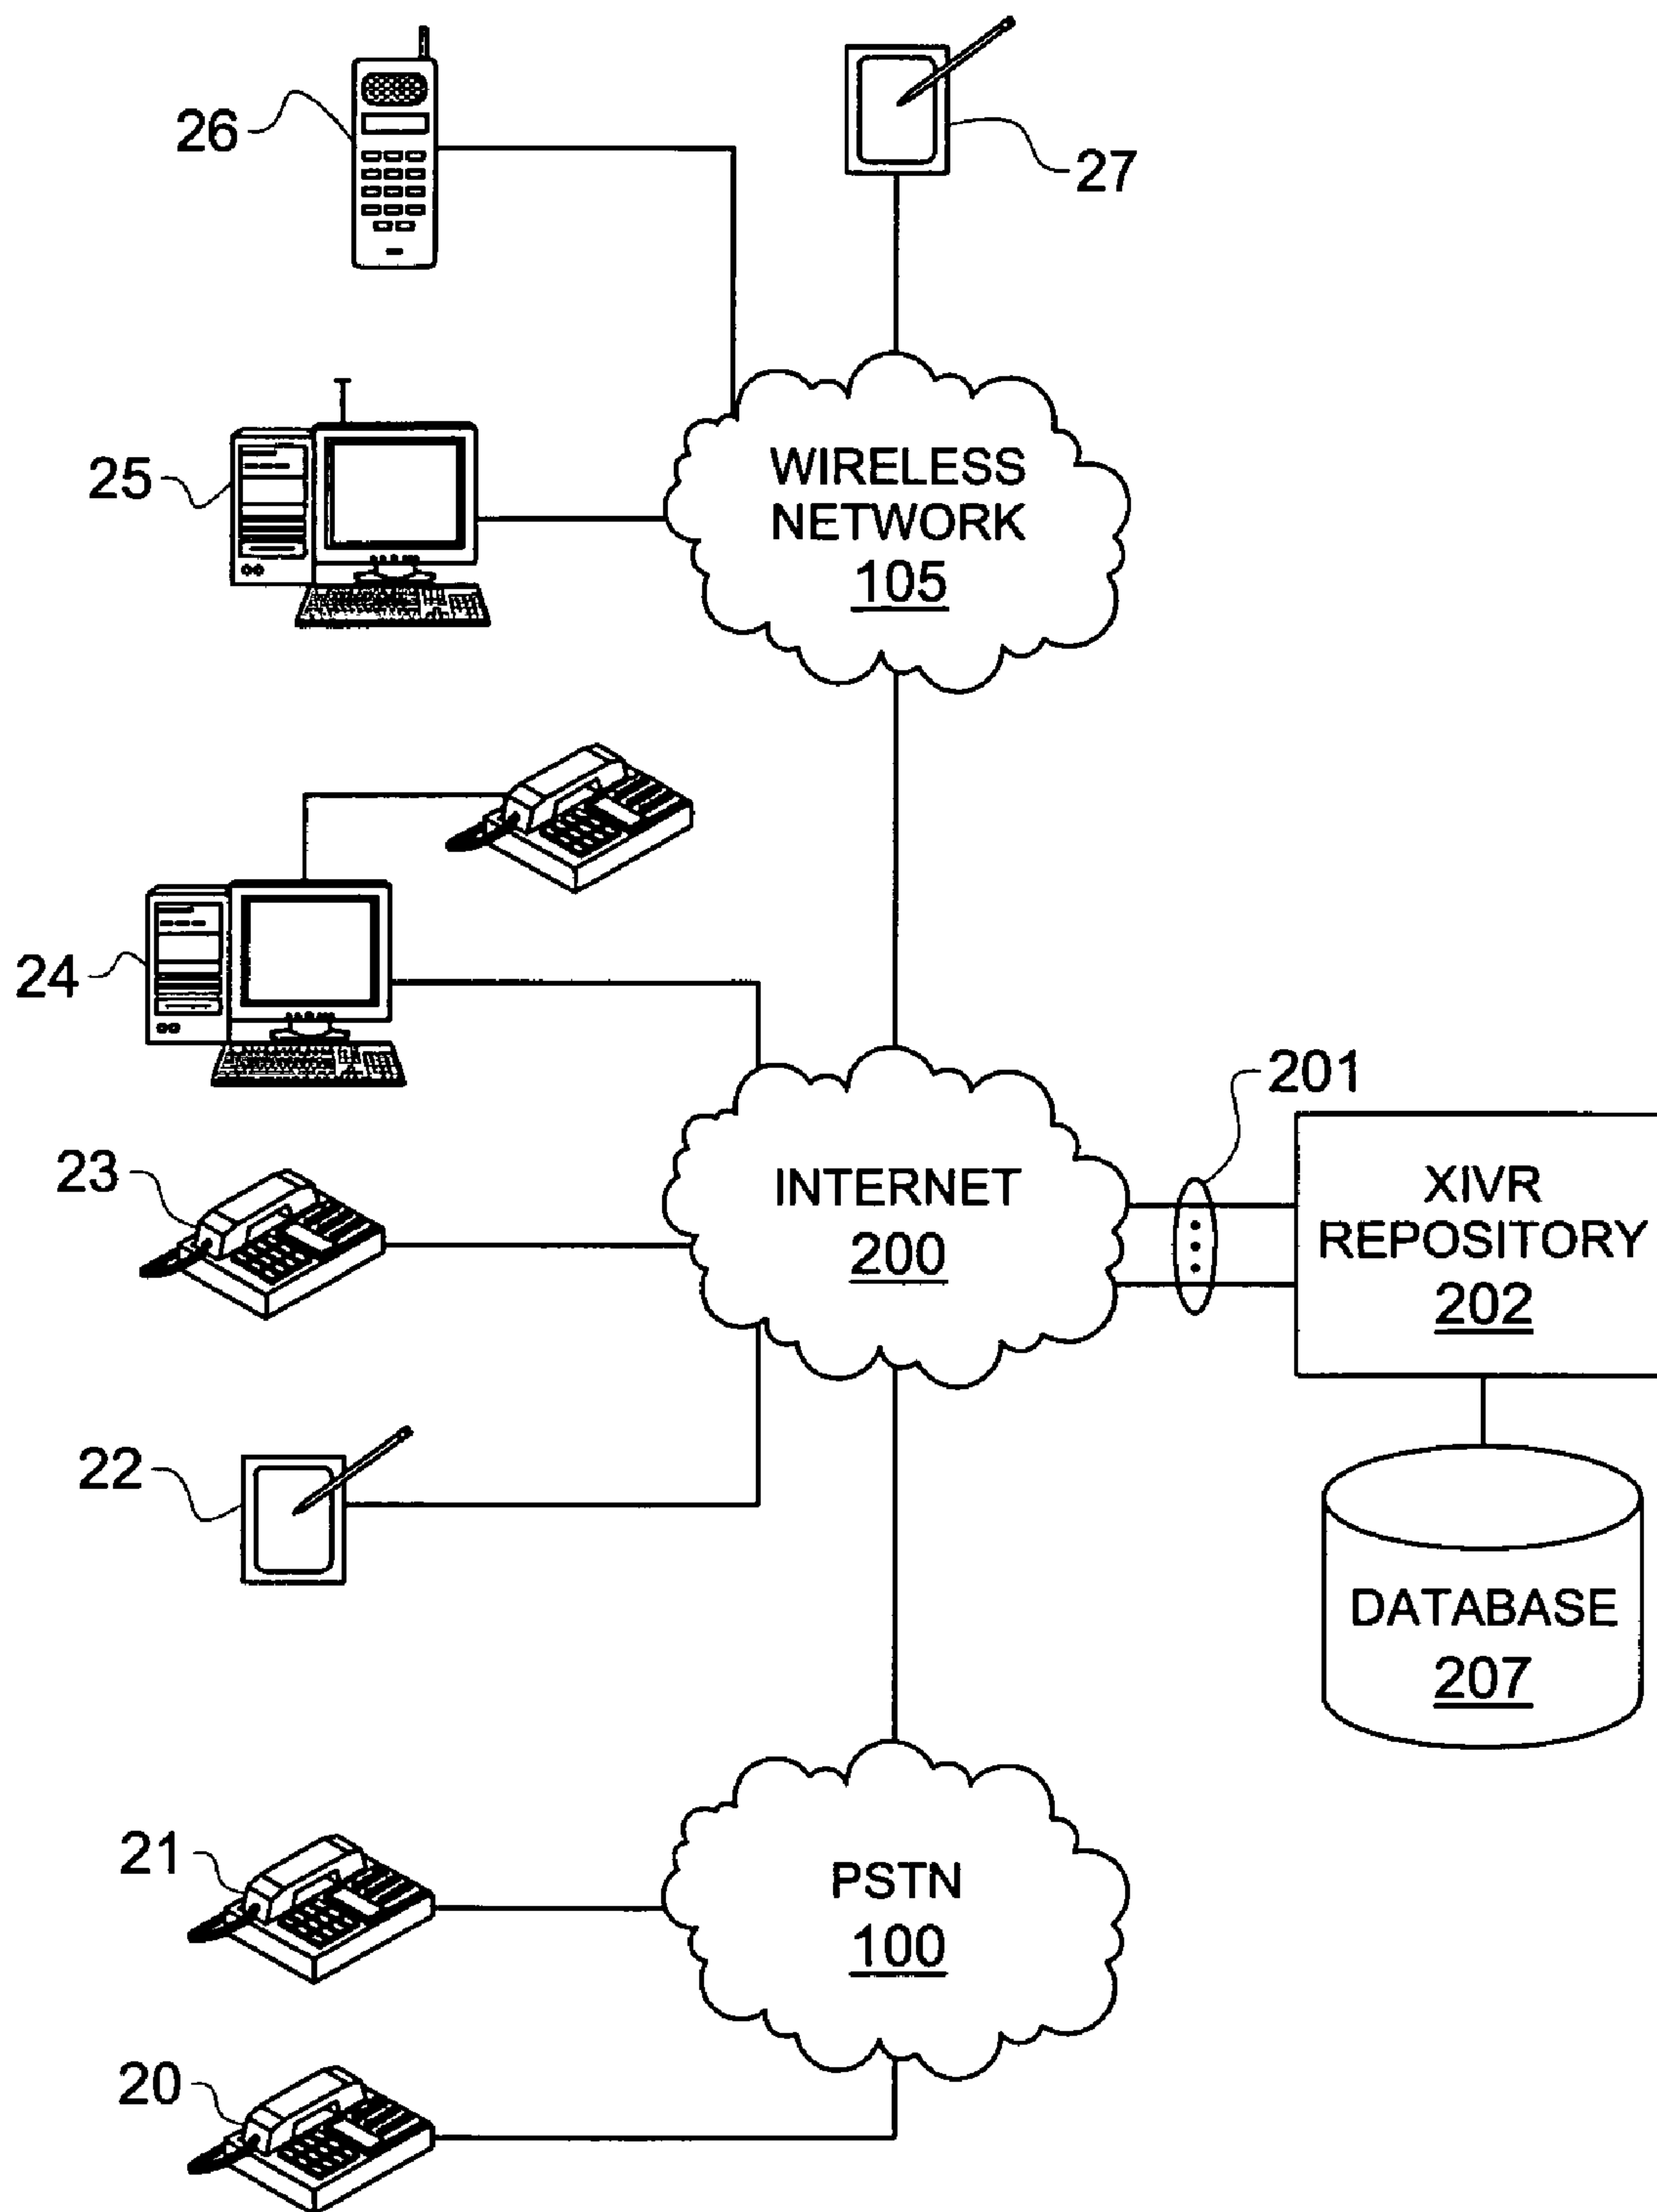 26
27
25
WIRELESS
NETWORK
105
24
201
23
INTERNET
200
XIVR
REPOSITORY
202
22
DATABASE
207
21
PSTN
100
20